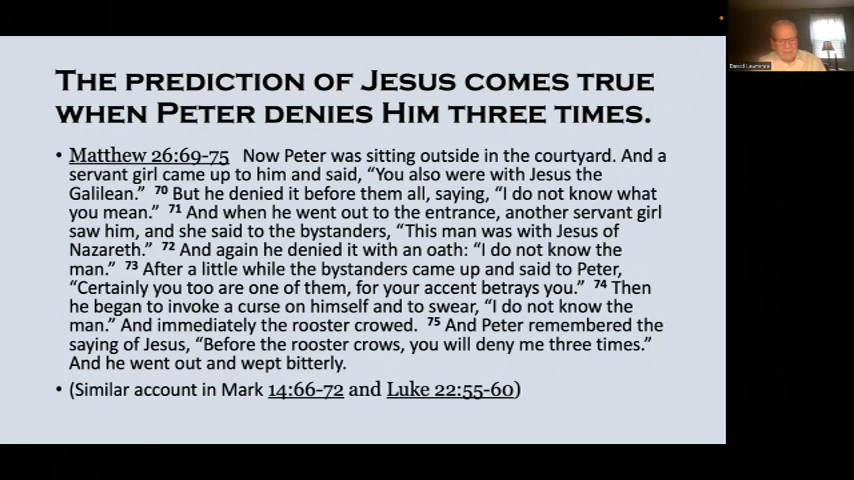 THE PREDICTION OF JESUS COMES TRUE
WHEN PETER DENIES HIM THREE TIMES.
• Matthew 26:69-75 Now Peter was sitting outside in the courtyard. And a
servant girl came up to him and said, “You also were with Jesus the
Galilean.” 70 But he denied it before them all, saying, “I do not know what
you mean.” 71 And when he went out to the entrance, another servant girl
saw him, and she said to the bystanders, “This man was with Jesus of
Nazareth.” 72 And again he denied it with an oath: “I do not know the
man.” 73 After a little while the bystanders came up and said to Peter,
“Certainly you too are one of them, for your accent betrays you.” 74 Then
he began to invoke a curse on himself and to swear, “I do not know the
man.” And immediately the rooster crowed. 75 And Peter remembered the
saying of Jesus, “Before the rooster crows, you will deny me three times.”
And he went out and wept bitterly.
• (Similar account in Mark 14:66-72 and Luke 22:55-60)
David Lawrence